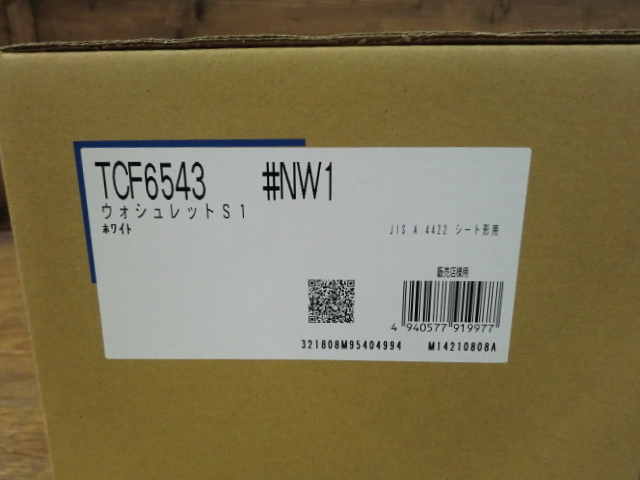 TCF6543 #NW1
ウォシュレットS1
ホワイト
JIS A 4422 シート形用
販売店様用
4 940577 919977
321808M95404994 M14210808A